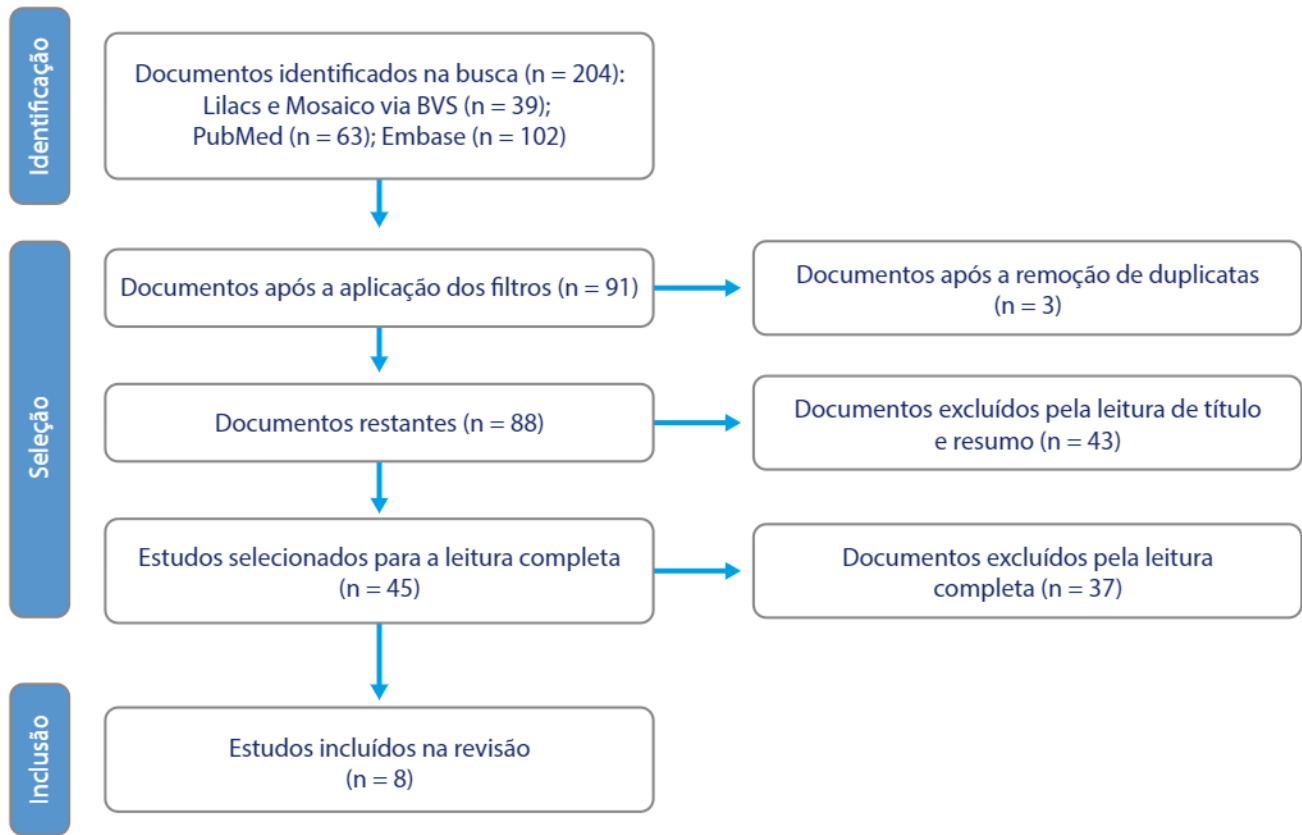 Identificação
Documentos identificados na busca (n = 204):
Lilacs e Mosaico via BVS (n = 39);
PubMed (n = 63); Embase (n = 102)
Seleção
Documentos após a aplicação dos filtros (n = 91)
Documentos após a remoção de duplicatas
(n = 3)
Documentos restantes (n = 88)
Documentos excluídos pela leitura de título
e resumo (n = 43)
Estudos selecionados para a leitura completa
(n = 45)
Documentos excluídos pela leitura
completa (n = 37)
Inclusão
Estudos incluídos na revisão
(n = 8)